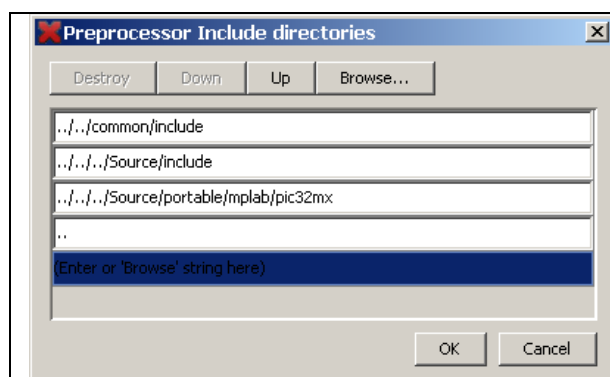 Preprocessor Include directories
Destroy Down Up Browse...
../../common/include
../../../Source/include
../../../Source/portable/mplab/pic32mx
..
(Enter or 'Browse' string here)
OK Cancel